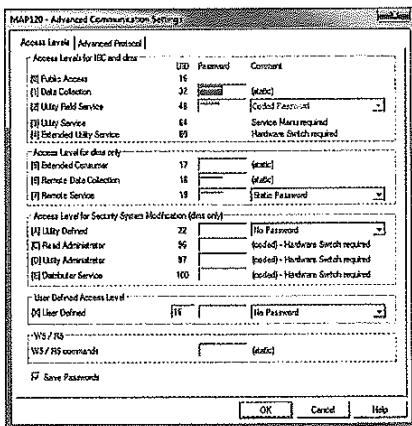 MAP120 - Advanced Communication Settings
Access Levels Advanced Protocol
Access Levels for IEC and dlms
UID Password Comment
[0] Public Access 16
[1] Data Collection 32 (static)
[2] Utility Field Service 48 Coded Password
[3] Utility Service 64 Service Menu required
[4] Extended Utility Service 80 Hardware Switch required
Access Level for dlms only
[5] Extended Consumer 17 (static)
[6] Remote Data Collection 18 (static)
[7] Remote Service 19 Static Password
Access Level for Security System Modification (dlms only)
[A] Utility Defined 22 No Password
[C] Read Administrator 96 (coded) - Hardware Switch required
[D] Utility Administrator 97 (coded) - Hardware Switch required
[E] Distributor Service 100 (coded) - Hardware Switch required
User Defined Access Level
[X] User Defined 16 No Password
W5 / R5
W5 / R5 commands (static)
Save Passwords
OK Cancel Help